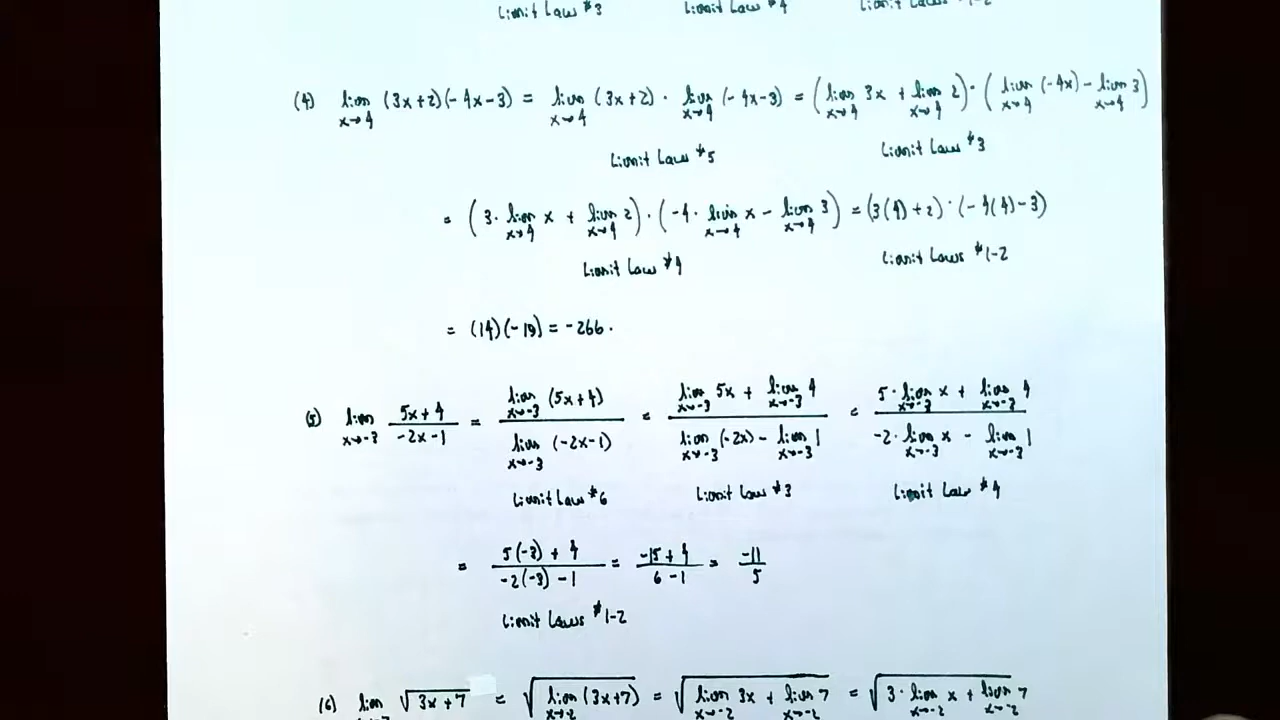 Limit Law #3 Limit Law #4
(4) lim x→4 (3x+2)(-4x-3) = lim x→4 (3x+2) · lim x→4 (-4x-3) = (lim x→4 3x + lim x→4 2) · (lim x→4 (-4x) - lim x→4 3)
Limit Law #5 Limit Law #3
= (3 · lim x→4 x + lim x→4 2) · (-4 · lim x→4 x - lim x→4 3) = (3(4)+2) · (-4(4)-3)
Limit Law #4 Limit Laws #1-2
= (14)(-19) = -266.
(5) lim x→-3 (5x+4)/(-2x-1) = (lim x→-3 (5x+4))/(lim x→-3 (-2x-1)) = (lim x→-3 5x + lim x→-3 4)/(lim x→-3 (-2x) - lim x→-3 1) = (5 · lim x→-3 x + lim x→-3 4)/(-2 · lim x→-3 x - lim x→-3 1)
Limit Law #6 Limit Law #3 Limit Law #4
= (5(-3)+4)/(-2(-3)-1) = (-15+4)/(6-1) = -11/5
Limit Laws #1-2
(6) lim √(3x+7) = √(lim x→-2 (3x+7)) = √(lim x→-2 3x + lim x→-2 7) = √(3 · lim x→-2 x + lim x→-2 7)